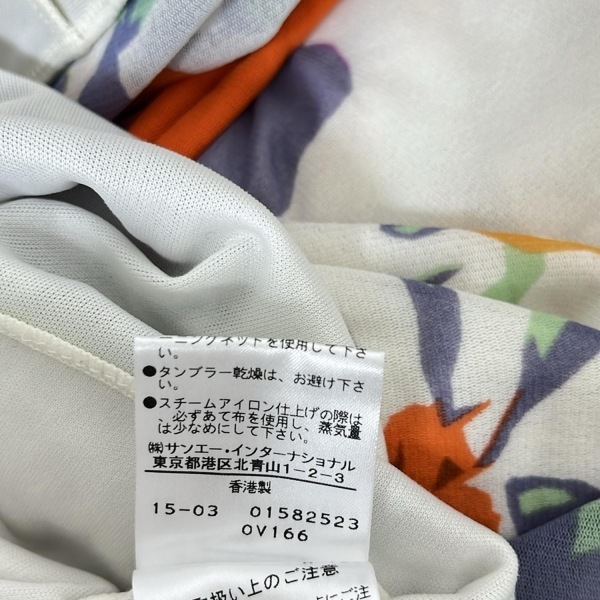 ーニングネットを使用して下さ
い。
●タンブラー乾燥は、お避け下さ
い。
●スチームアイロン仕上げの際は
、必ずあて布を使用し、蒸気量
は少なめにして下さい。
㈱サンエー・インターナショナル
東京都港区北青山1-2-3
香港製
15-03 01582523
OV166
取扱い上のご注意